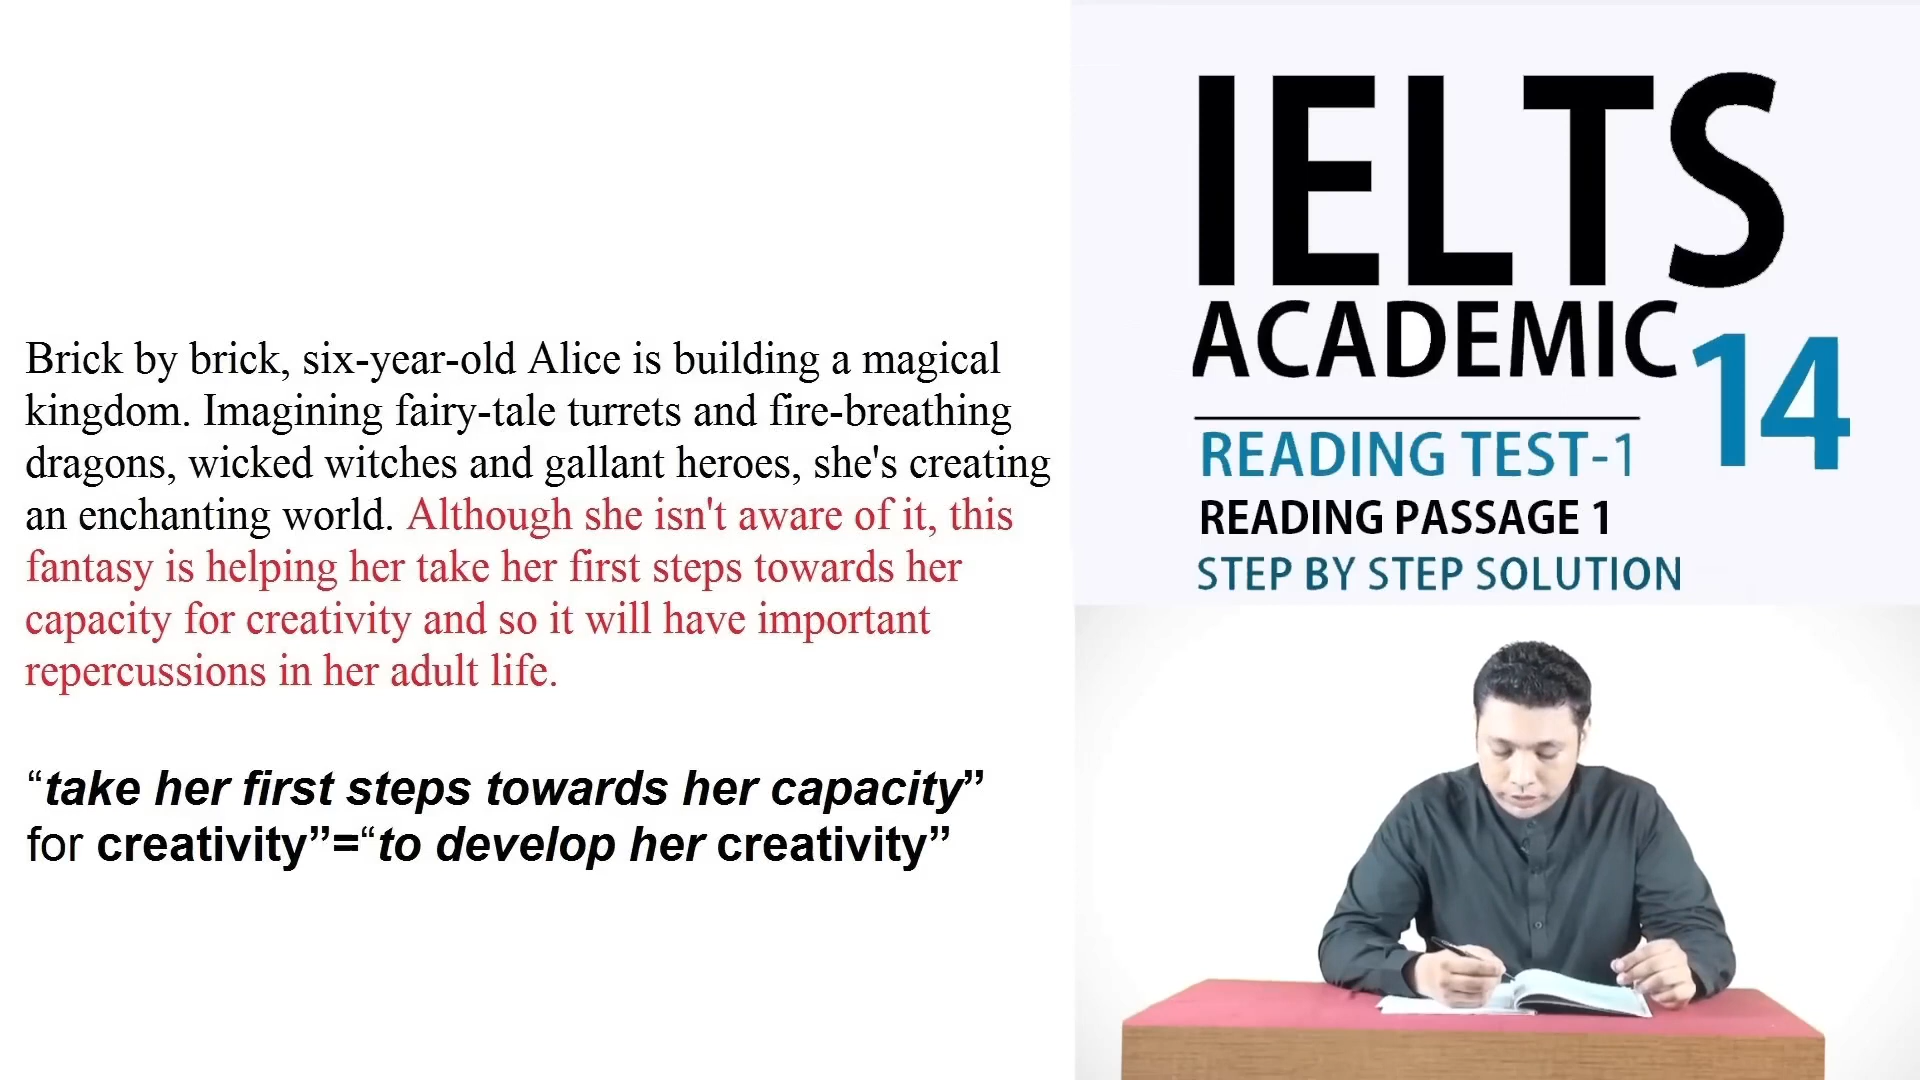 Brick by brick, six-year-old Alice is building a magical
kingdom. Imagining fairy-tale turrets and fire-breathing
dragons, wicked witches and gallant heroes, she's creating
an enchanting world. Although she isn't aware of it, this
fantasy is helping her take her first steps towards her
capacity for creativity and so it will have important
repercussions in her adult life.
“take her first steps towards her capacity”
for creativity”=“to develop her creativity”
IELTS
ACADEMIC 14
READING TEST-1
READING PASSAGE 1
STEP BY STEP SOLUTION